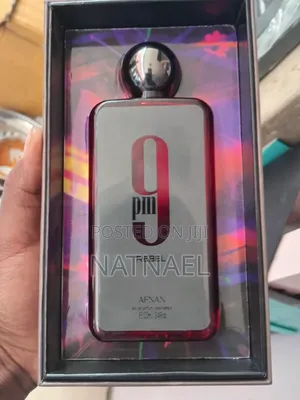 9
pm
POSTED ON JIJI
REBEL
NATNAEL
AFNAN